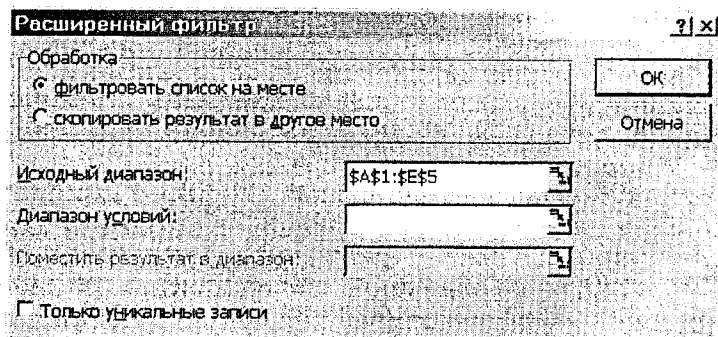 Расширенный фильтр
Обработка
фильтровать список на месте
скопировать результат в другое место
ОК
Отмена
Исходный диапазон: $A$1:$E$5
Диапазон условий:
Поместить результат в диапазон:
Только уникальные записи